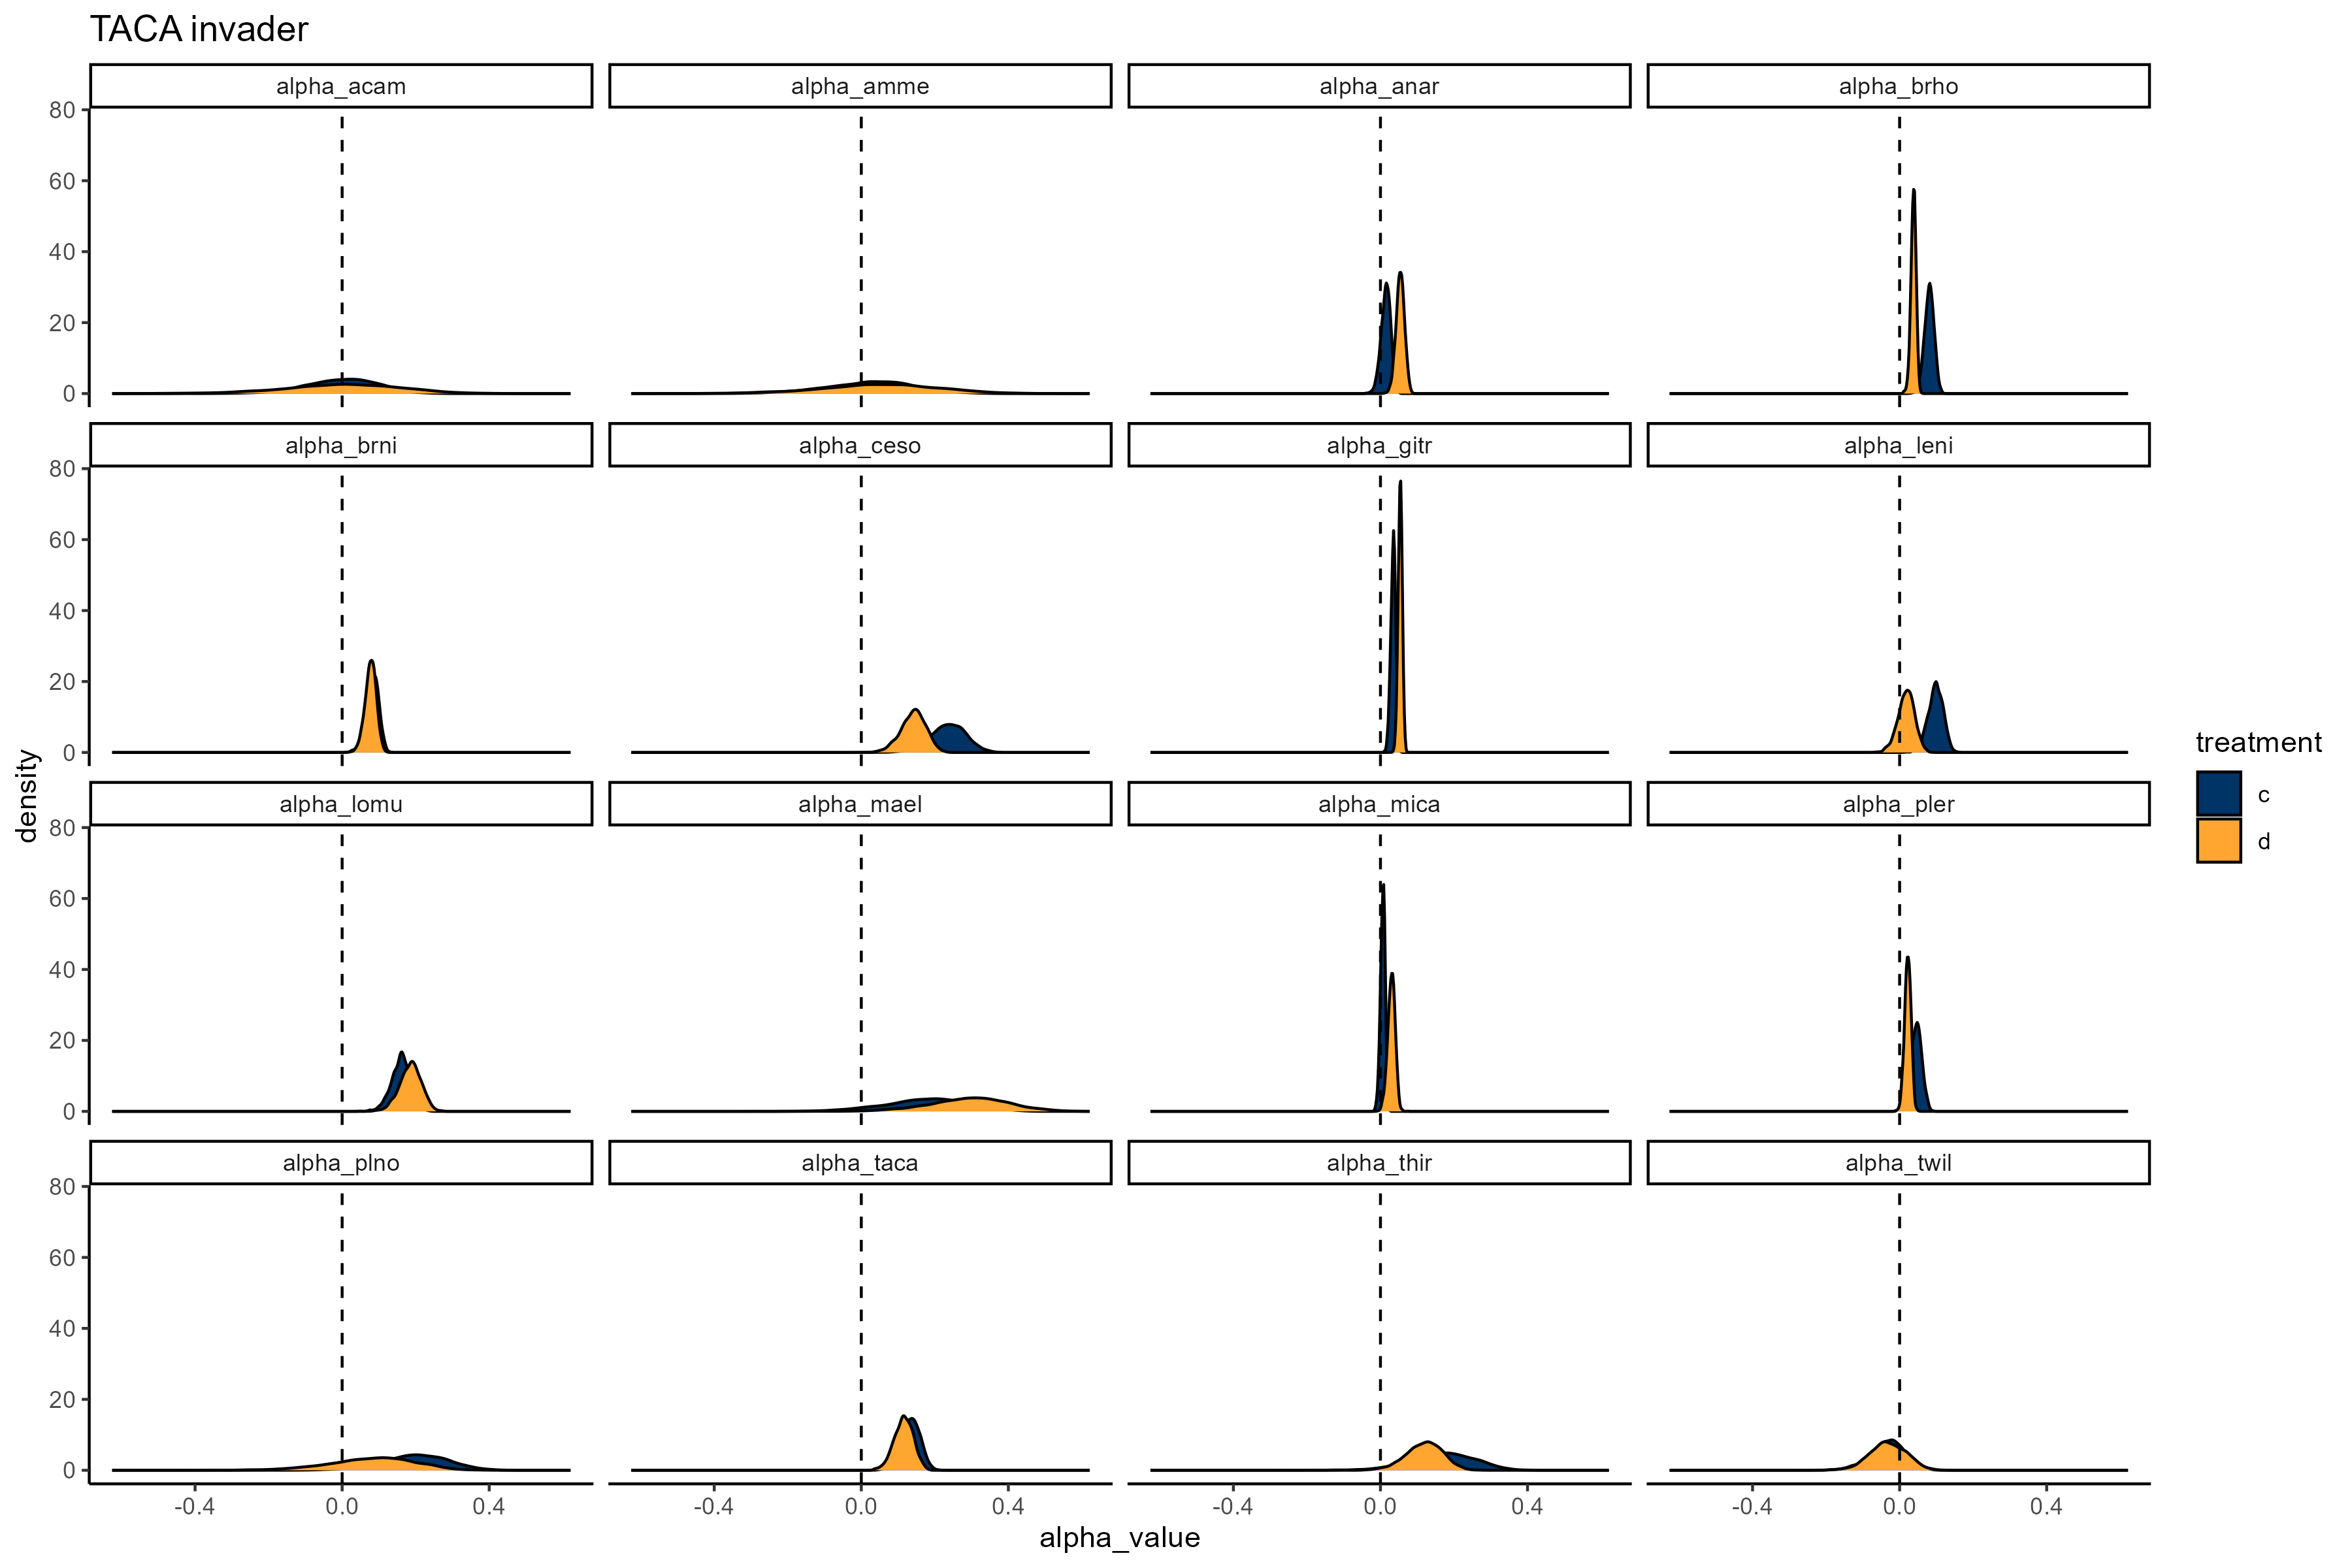 TACA invader
alpha_acam alpha_amme alpha_anar alpha_brho
80
60
40
20
0
alpha_brni alpha_ceso alpha_gitr alpha_leni
80
60
40
20
0
alpha_lomu alpha_mael alpha_mica alpha_pler
80
60
40
20
0
alpha_plno alpha_taca alpha_thir alpha_twil
80
60
40
20
0
-0.4 0.0 0.4 -0.4 0.0 0.4 -0.4 0.0 0.4 -0.4 0.0 0.4
alpha_value
density
treatment
c
d